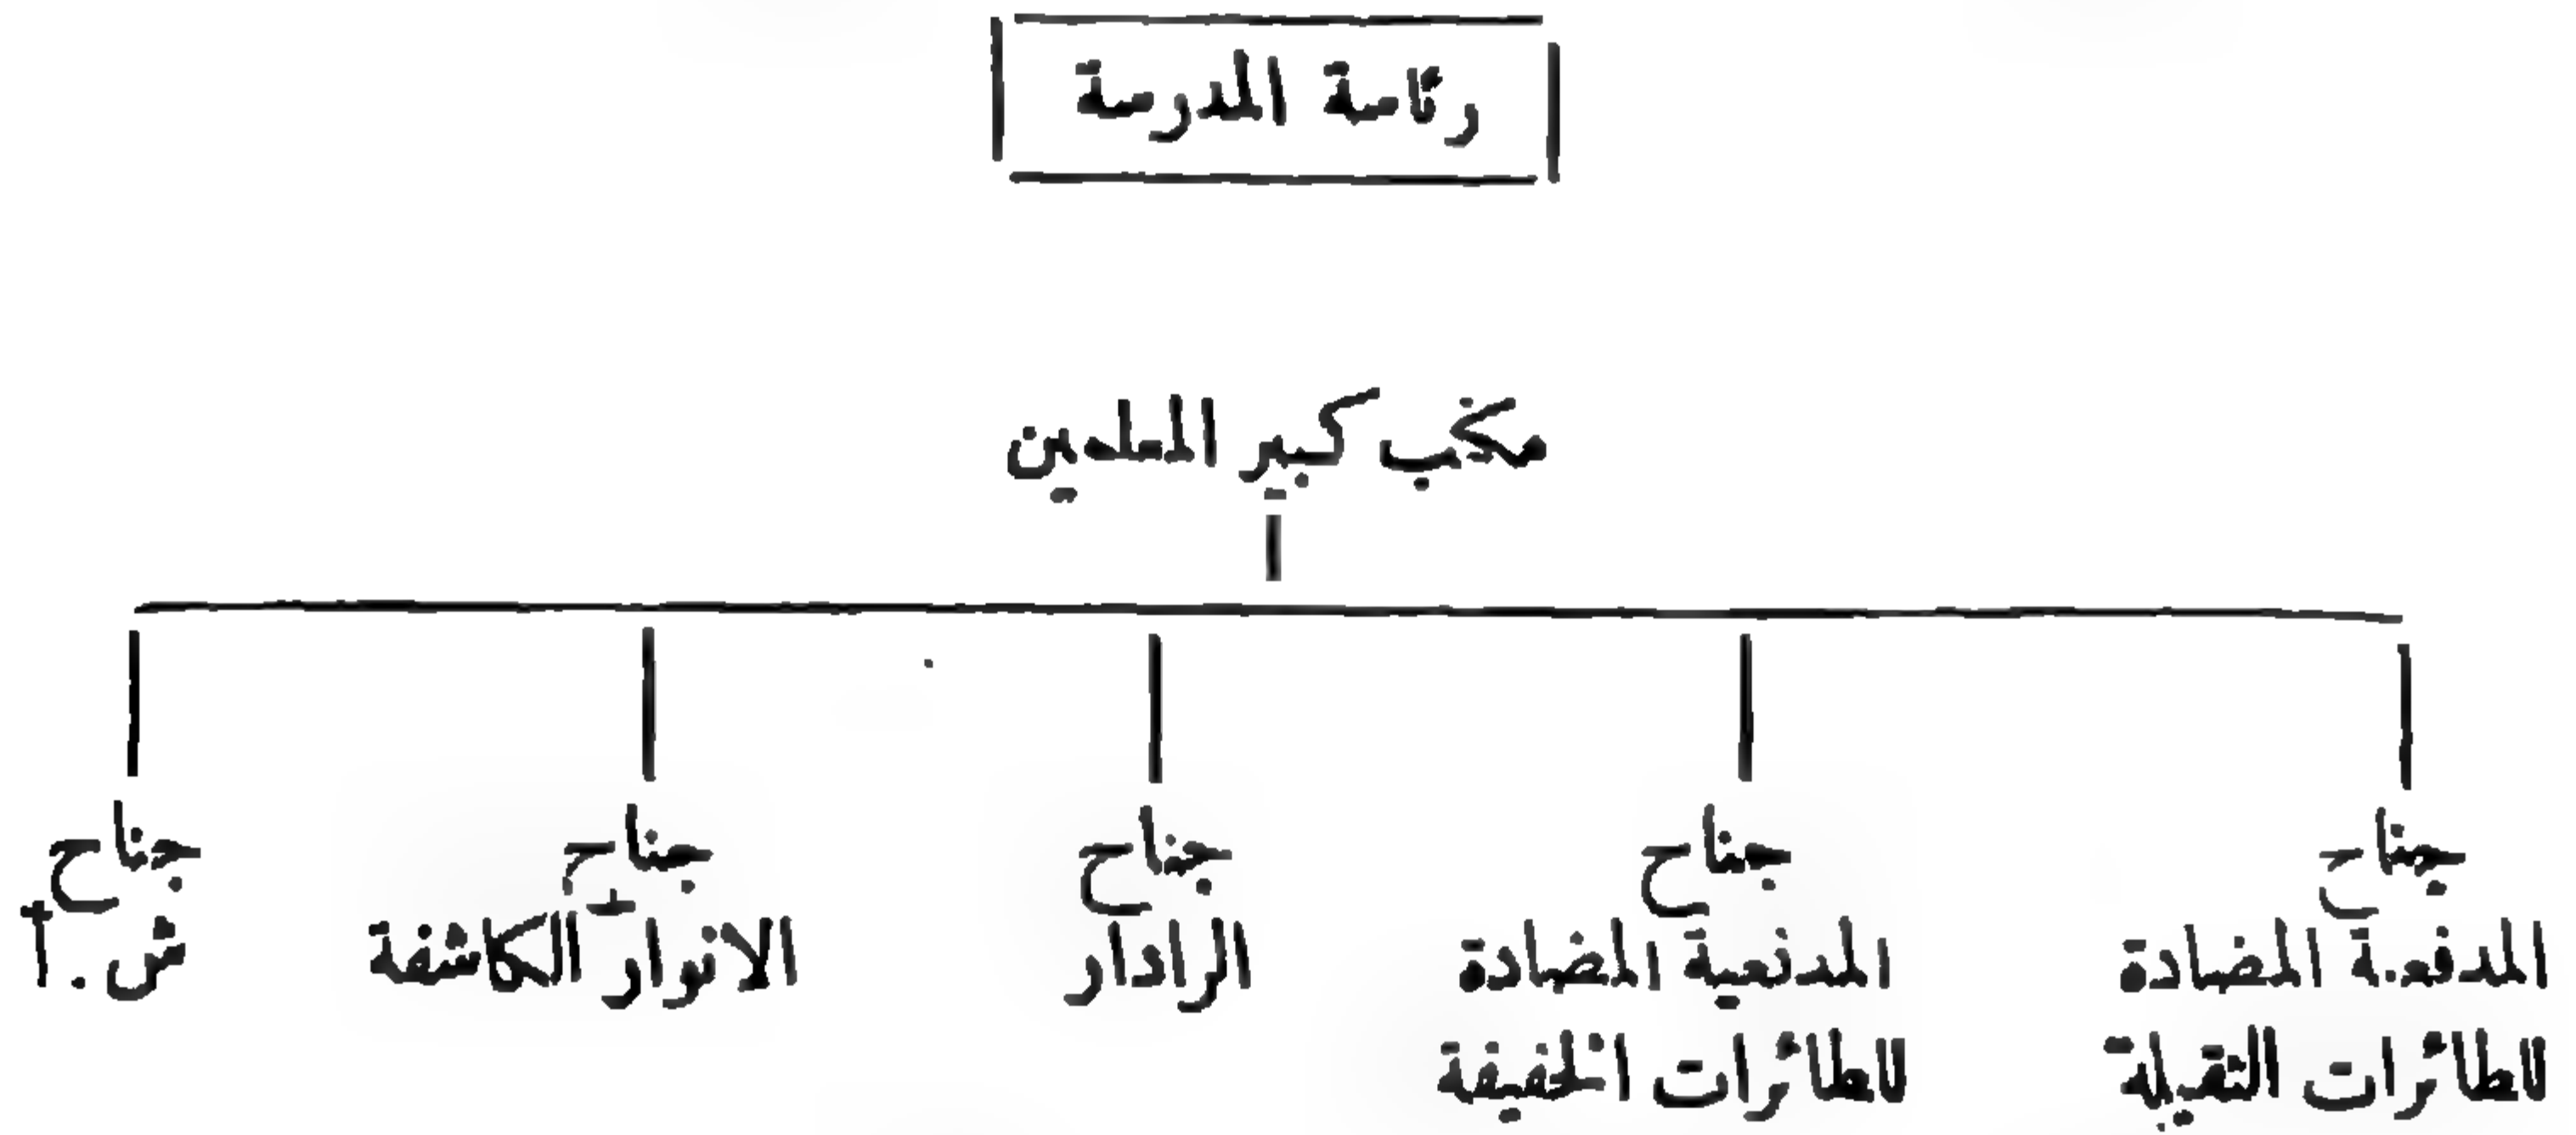 رئاسة المدرسة
مكتب كبير المعلمين
جناح
المدفعية المضادة
للطائرات الثقيلة
جناح
المدفعية المضادة
للطائرات الخفيفة
جناح
الرادار
جناح
الانوار الكاشفة
جناح
ش . آ